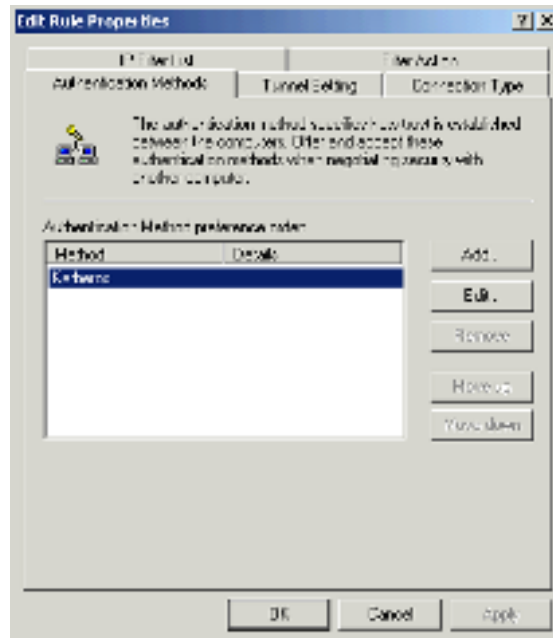 Edit Rule Properties
IP Filter List
Filter Action
Authentication Methods
Tunnel Setting
Connection Type
The authentication method specifies how trust is established
between the computers. Offer and accept these
authentication methods when negotiating security with
another computer.
Authentication Method preference order:
Method
Details
Kerberos
Add...
Edit...
Remove
Move up
Move down
OK
Cancel
Apply